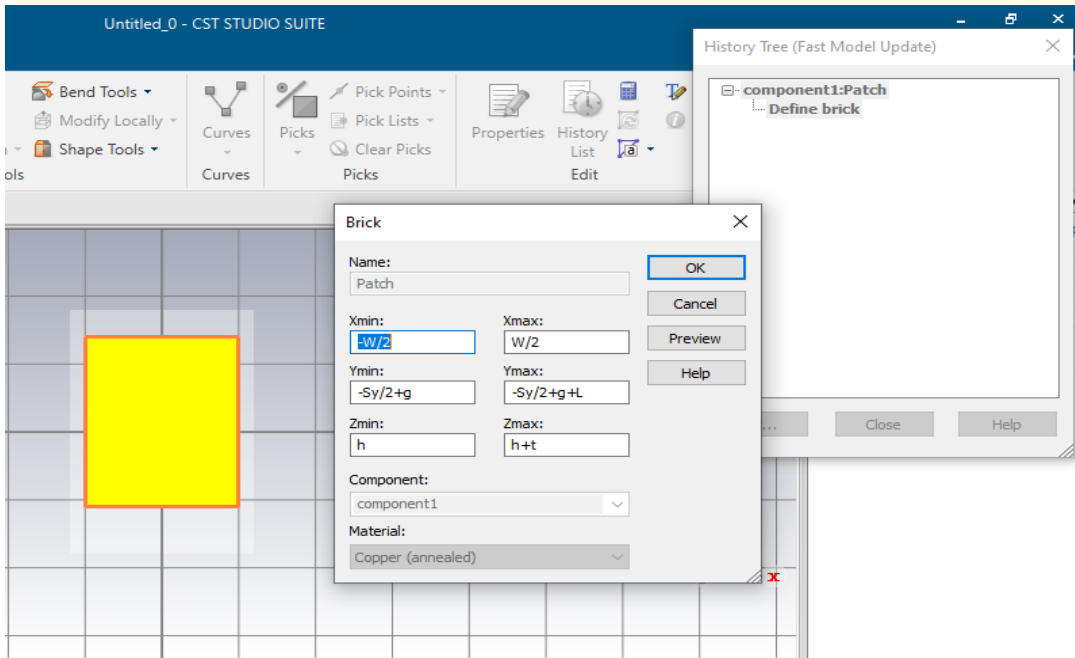 Untitled_0 - CST STUDIO SUITE
History Tree (Fast Model Update)
component1:Patch
Define brick
Bend Tools
Modify Locally
Shape Tools
ols
Curves
Curves
Picks
Pick Points
Pick Lists
Clear Picks
Picks
Properties
History
List
Edit
Brick
Name:
Patch
OK
Cancel
Preview
Help
Xmin:
Xmax:
-W/2
W/2
Ymin:
Ymax:
-Sy/2+g
-Sy/2+g+L
Zmin:
Zmax:
h
h+t
Component:
component1
Material:
Copper (annealed)
...
Close
Help
x